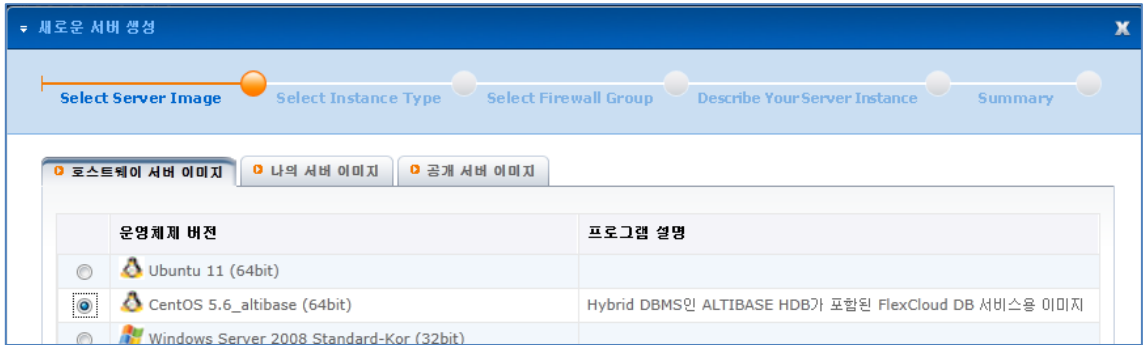 새로운 서버 생성 X
Select Server Image Select Instance Type Select Firewall Group Describe Your Server Instance Summary
호스트웨이 서버 이미지 나의 서버 이미지 공개 서버 이미지
운영체제 버전 프로그램 설명
Ubuntu 11 (64bit)
CentOS 5.6_altibase (64bit) Hybrid DBMS인 ALTIBASE HDB가 포함된 FlexCloud DB 서비스용 이미지
Windows Server 2008 Standard-Kor (32bit)